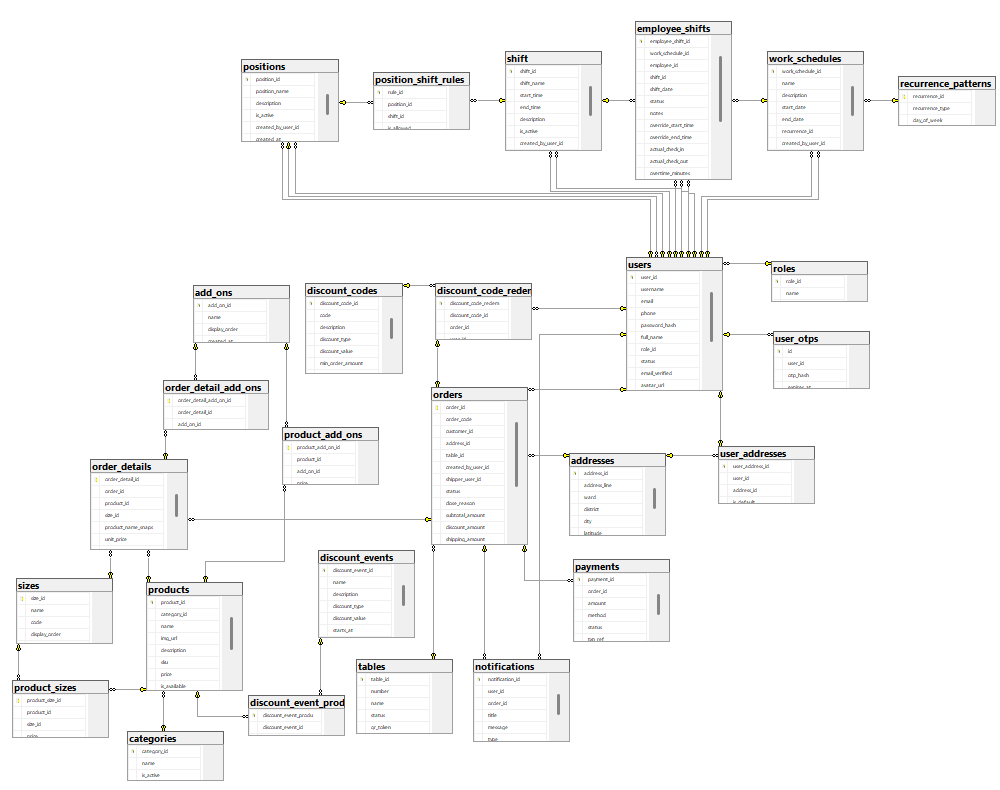 employee_shifts
employee_shift_id
work_schedule_id
employee_id
shift_id
shift_date
status
notes
override_start_time
override_end_time
actual_check_in
actual_check_out
overtime_minutes
positions
position_id
position_name
description
is_active
created_by_user_id
created_at
position_shift_rules
rule_id
position_id
shift_id
is_allowed
shift
shift_id
shift_name
start_time
end_time
description
is_active
created_by_user_id
work_schedules
work_schedule_id
name
description
start_date
end_date
recurrence_id
created_by_user_id
recurrence_patterns
recurrence_id
recurrence_type
day_of_week
users
user_id
username
email
phone
password_hash
full_name
role_id
status
email_verified
avatar_url
roles
role_id
name
user_otps
id
user_id
otp_hash
expires_at
add_ons
add_on_id
name
display_order
created_at
discount_codes
discount_code_id
code
description
discount_type
discount_value
min_order_amount
discount_code_reden
discount_code_redem
discount_code_id
order_id
user_id
order_detail_add_ons
order_detail_add_on_id
order_detail_id
add_on_id
orders
order_id
order_code
customer_id
address_id
table_id
created_by_user_id
shipper_user_id
status
close_reason
subtotal_amount
discount_amount
shipping_amount
product_add_ons
product_add_on_id
product_id
add_on_id
price
order_details
order_detail_id
order_id
product_id
size_id
product_name_snaps
unit_price
addresses
address_id
address_line
ward
district
city
latitude
user_addresses
user_address_id
user_id
address_id
is_default
discount_events
discount_event_id
name
description
discount_type
discount_value
starts_at
payments
payment_id
order_id
amount
method
status
txn_ref
sizes
size_id
name
code
display_order
products
product_id
category_id
name
img_url
description
sku
price
is_available
tables
table_id
number
name
status
qr_token
notifications
notification_id
user_id
order_id
title
message
type
product_sizes
product_size_id
product_id
size_id
price
discount_event_prod
discount_event_produ
discount_event_id
categories
category_id
name
is_active